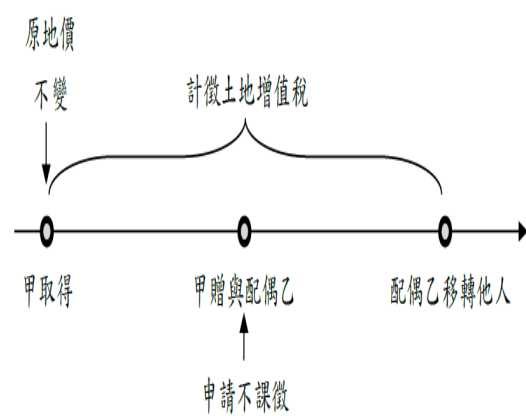 原地價
不變
計徵土地增值稅
甲取得
甲贈與配偶乙
配偶乙移轉他人
申請不課徵